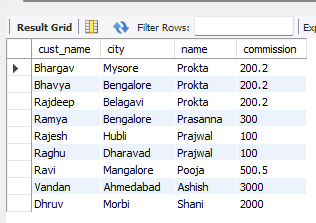 Result Grid Filter Rows: Exp
cust_name city name commission
Bhargav Mysore Prokta 200.2
Bhavya Bengalore Prokta 200.2
Rajdeep Belagavi Prokta 200.2
Ramya Bengalore Prasanna 300
Rajesh Hubli Prajwal 100
Raghu Dharavad Prajwal 100
Ravi Mangalore Pooja 500.5
Vandan Ahmedabad Ashish 3000
Dhruv Morbi Shani 2000